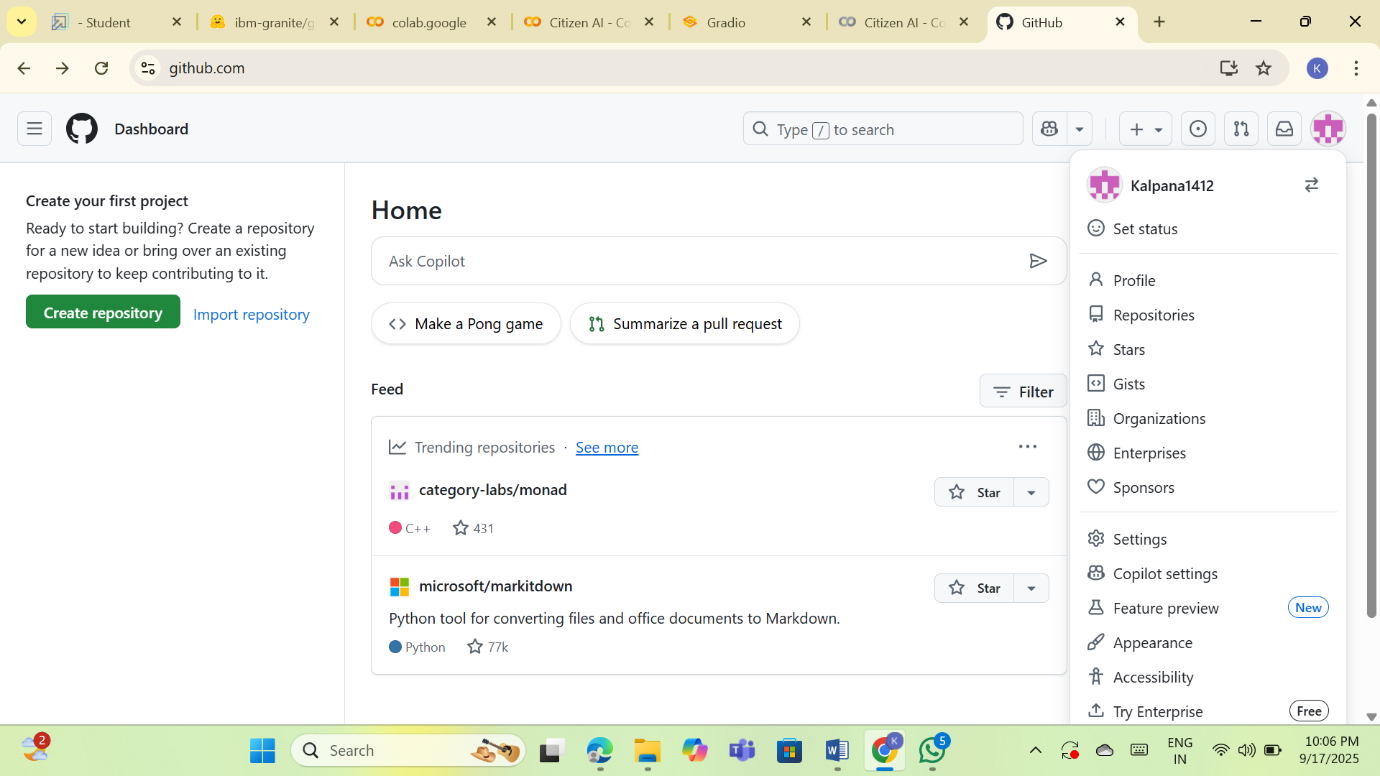 - Student
ibm-granite/g
colab.google
Citizen AI - Co
Gradio
Citizen AI - Co
GitHub
github.com
K
Dashboard
Type / to search
Create your first project
Ready to start building? Create a repository
for a new idea or bring over an existing
repository to keep contributing to it.
Create repository
Import repository
Home
Ask Copilot
Make a Pong game
Summarize a pull request
Feed
Filter
Trending repositories · See more
category-labs/monad
Star
C++
431
microsoft/markitdown
Star
Python tool for converting files and office documents to Markdown.
Python
77k
Kalpana1412
Set status
Profile
Repositories
Stars
Gists
Organizations
Enterprises
Sponsors
Settings
Copilot settings
Feature preview
New
Appearance
Accessibility
Try Enterprise
Free
2
Search
K
5
ENG
IN
10:06 PM
9/17/2025